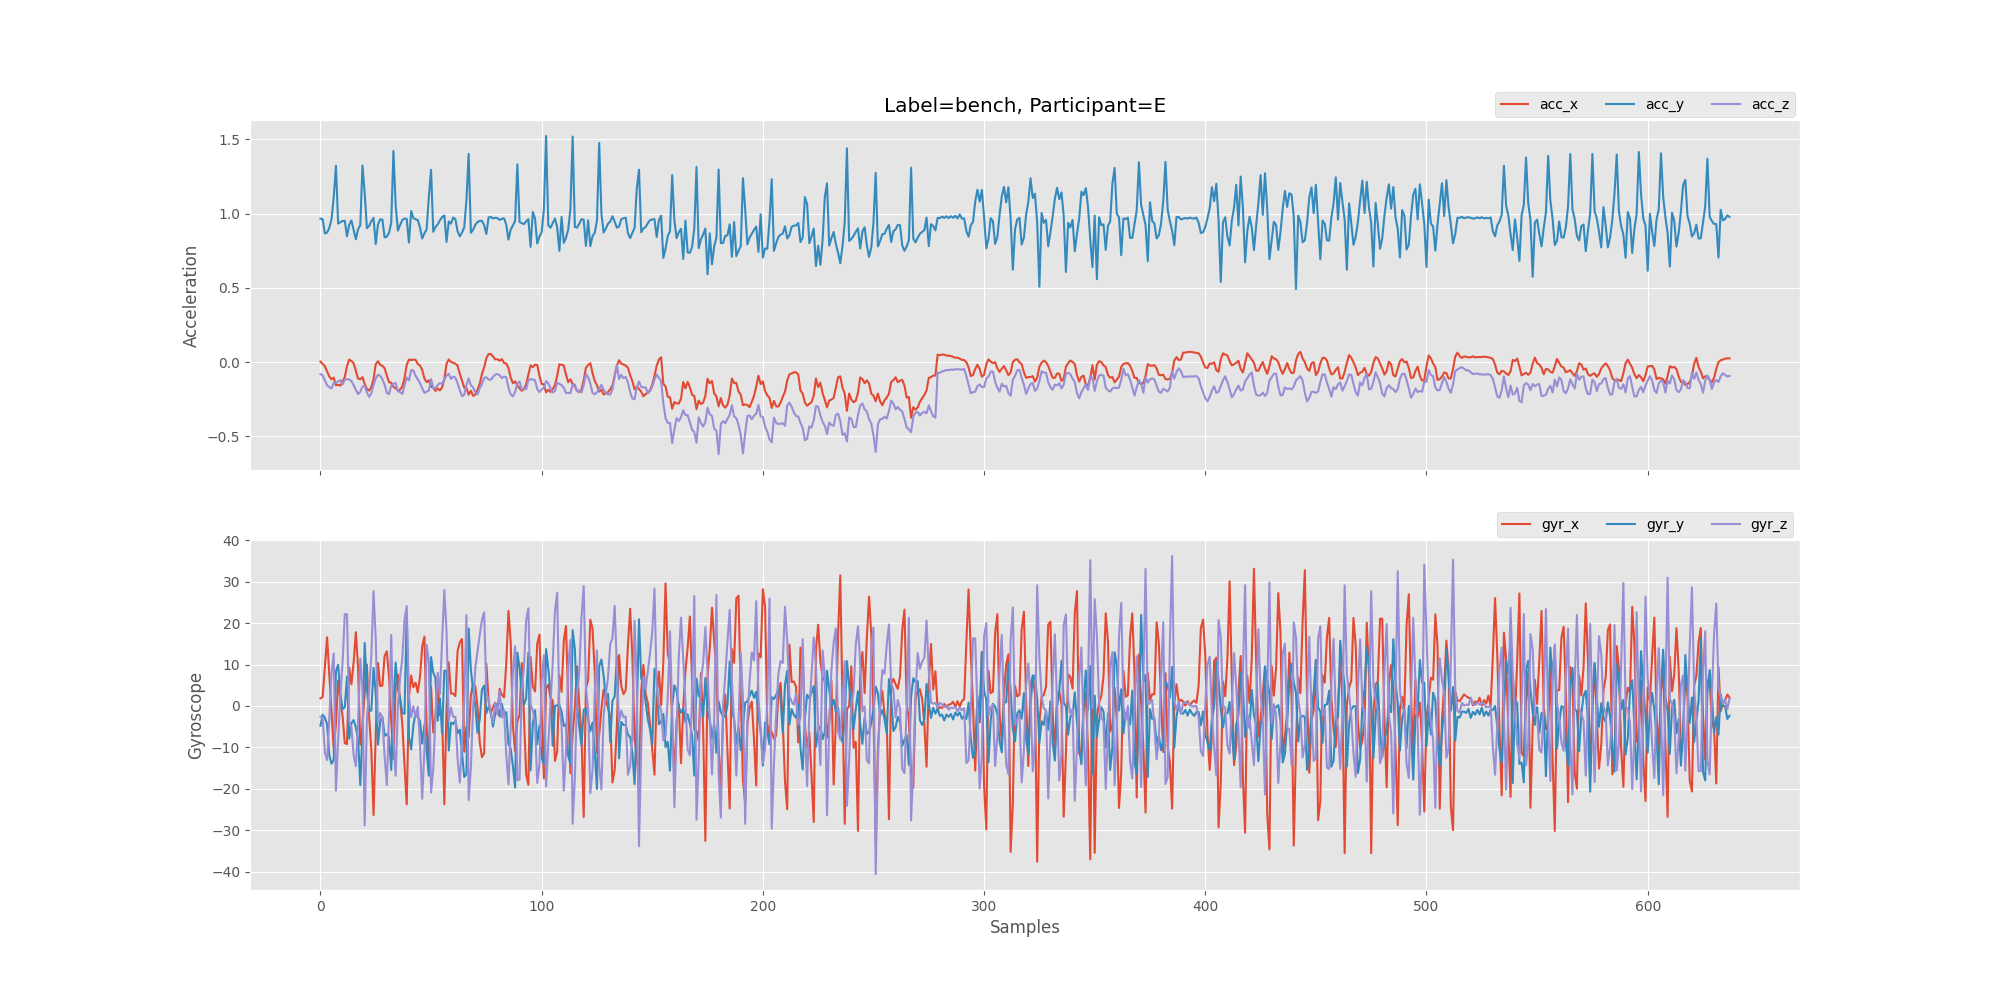 Label=bench, Participant=E
acc_x acc_y acc_z
1.5
1.0
0.5
0.0
−0.5
Acceleration
gyr_x gyr_y gyr_z
40
30
20
10
0
−10
−20
−30
−40
Gyroscope
0 100 200 300 400 500 600
Samples